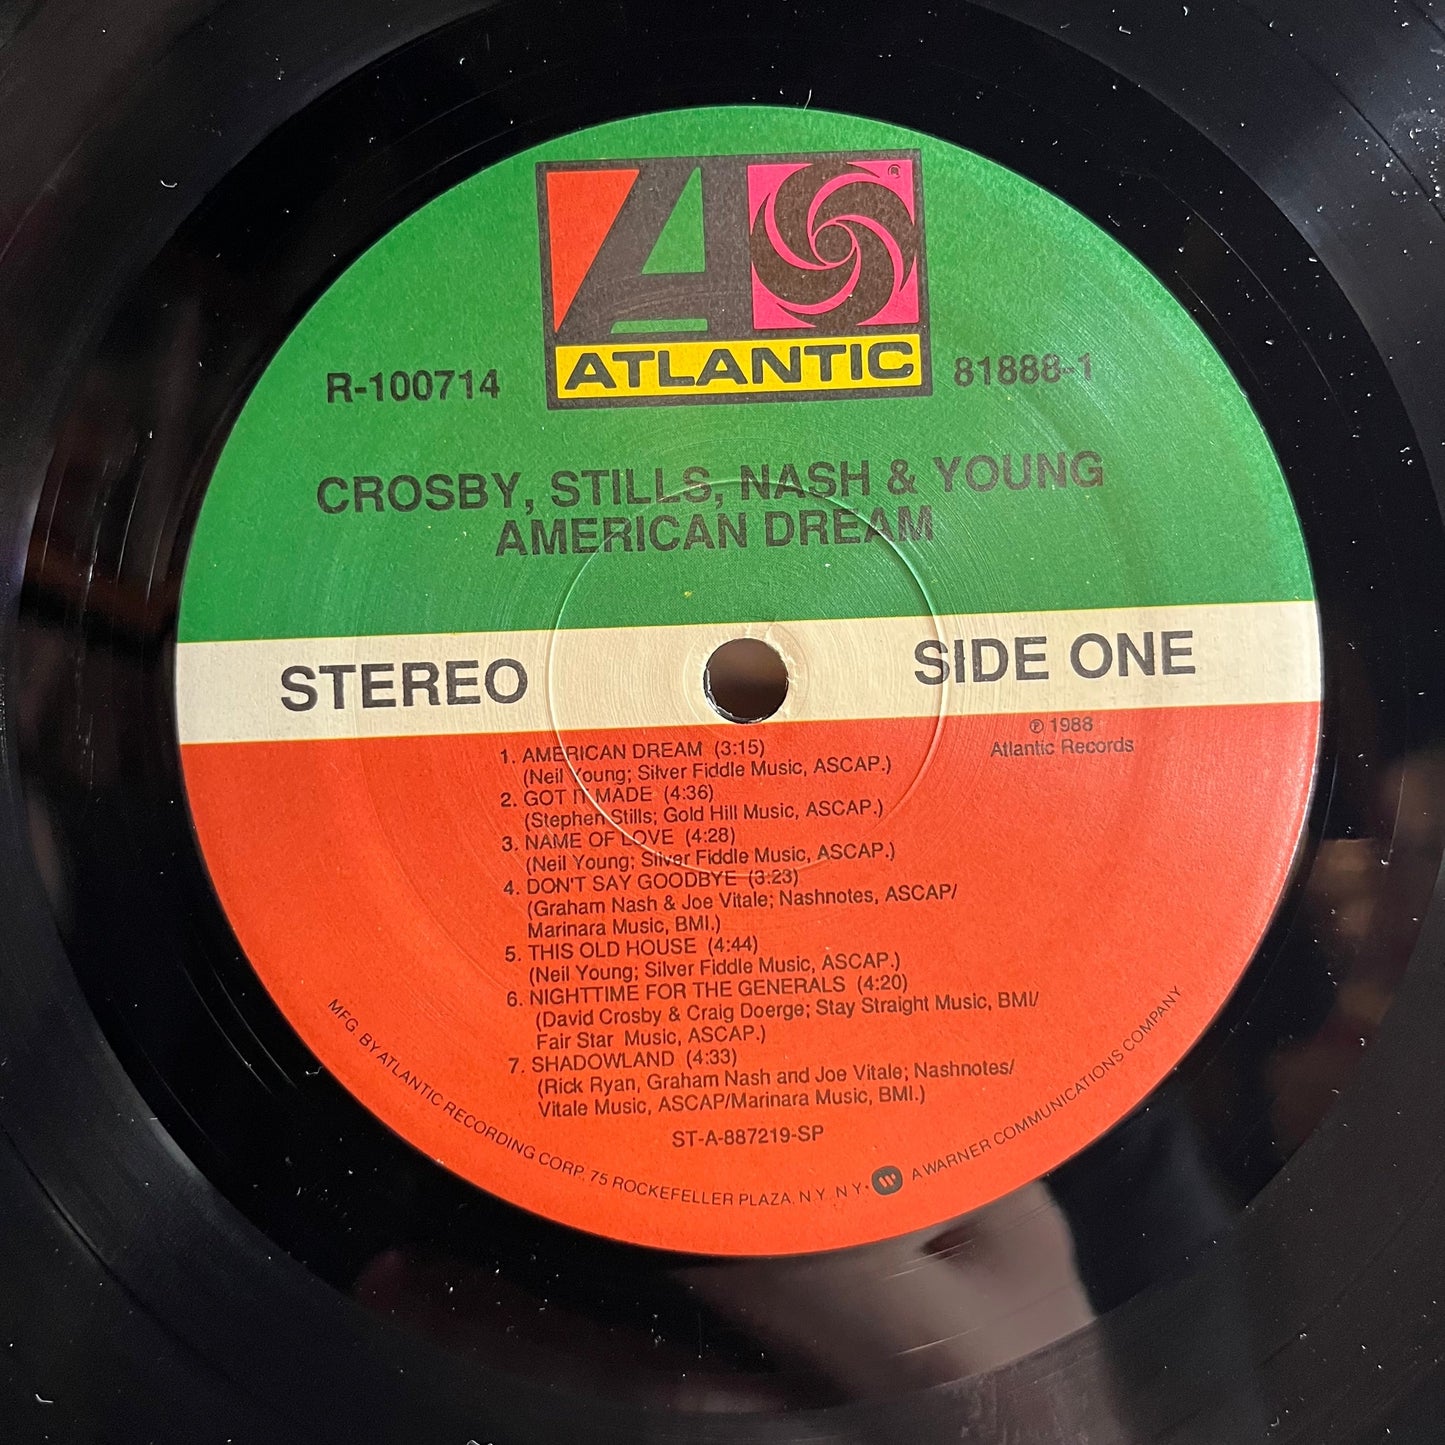 ®
ATLANTIC
R-100714
81888-1
CROSBY, STILLS, NASH & YOUNG
AMERICAN DREAM
STEREO
SIDE ONE
℗ 1988
Atlantic Records
1. AMERICAN DREAM (3:15)
(Neil Young; Silver Fiddle Music, ASCAP.)
2. GOT IT MADE (4:36)
(Stephen Stills; Gold Hill Music, ASCAP.)
3. NAME OF LOVE (4:28)
(Neil Young; Silver Fiddle Music, ASCAP.)
4. DON'T SAY GOODBYE (3:23)
(Graham Nash & Joe Vitale; Nashnotes, ASCAP/
Marinara Music, BMI.)
5. THIS OLD HOUSE (4:44)
(Neil Young; Silver Fiddle Music, ASCAP.)
6. NIGHTTIME FOR THE GENERALS (4:20)
(David Crosby & Craig Doerge; Stay Straight Music, BMI/
Fair Star Music, ASCAP.)
7. SHADOWLAND (4:33)
(Rick Ryan, Graham Nash and Joe Vitale; Nashnotes/
Vitale Music, ASCAP/Marinara Music, BMI.)
ST-A-887219-SP
MFG. BY ATLANTIC RECORDING CORP. 75 ROCKEFELLER PLAZA, N.Y. N.Y. • A WARNER COMMUNICATIONS COMPANY